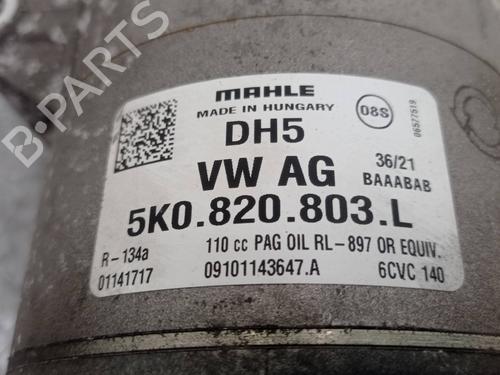 B-PARTS
MAHLE
MADE IN HUNGARY
08S
06577519
DH5
VW AG
36/21
BAAABAB
5K0.820.803.L
R-134a
110 cc PAG OIL RL-897 OR EQUIV.
01141717
09101143647.A
6CVC 140